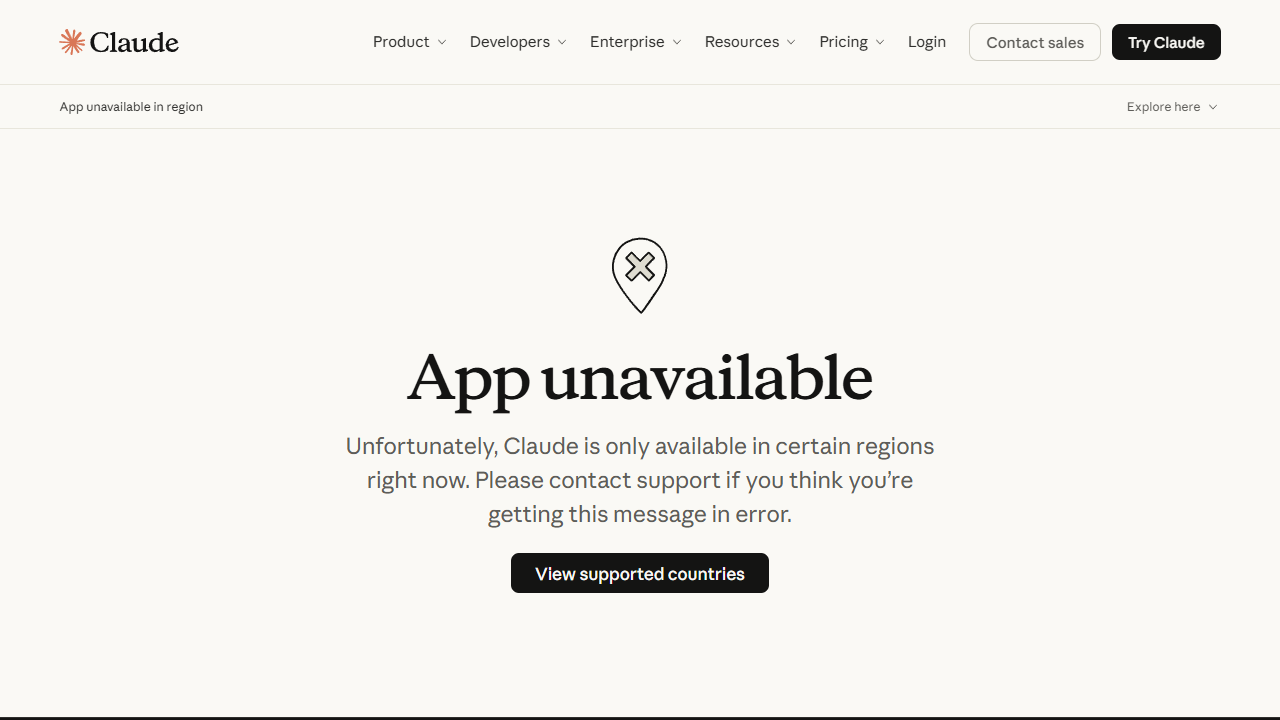 Claude
Product
Developers
Enterprise
Resources
Pricing
Login
Contact sales
Try Claude
App unavailable in region
Explore here
App unavailable
Unfortunately, Claude is only available in certain regions
right now. Please contact support if you think you’re
getting this message in error.
View supported countries